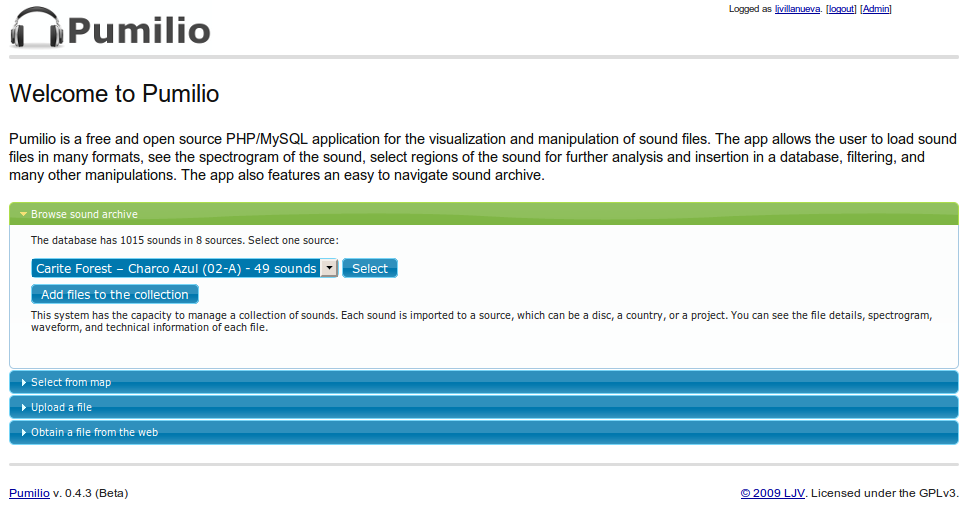 Logged as ljvillanueva. [logout] [Admin]
Pumilio
Welcome to Pumilio
Pumilio is a free and open source PHP/MySQL application for the visualization and manipulation of sound files. The app allows the user to load sound
files in many formats, see the spectrogram of the sound, select regions of the sound for further analysis and insertion in a database, filtering, and
many other manipulations. The app also features an easy to navigate sound archive.
Browse sound archive
The database has 1015 sounds in 8 sources. Select one source:
Carite Forest – Charco Azul (02-A) - 49 sounds Select
Add files to the collection
This system has the capacity to manage a collection of sounds. Each sound is imported to a source, which can be a disc, a country, or a project. You can see the file details, spectrogram,
waveform, and technical information of each file.
Select from map
Upload a file
Obtain a file from the web
Pumilio v. 0.4.3 (Beta) © 2009 LJV. Licensed under the GPLv3.